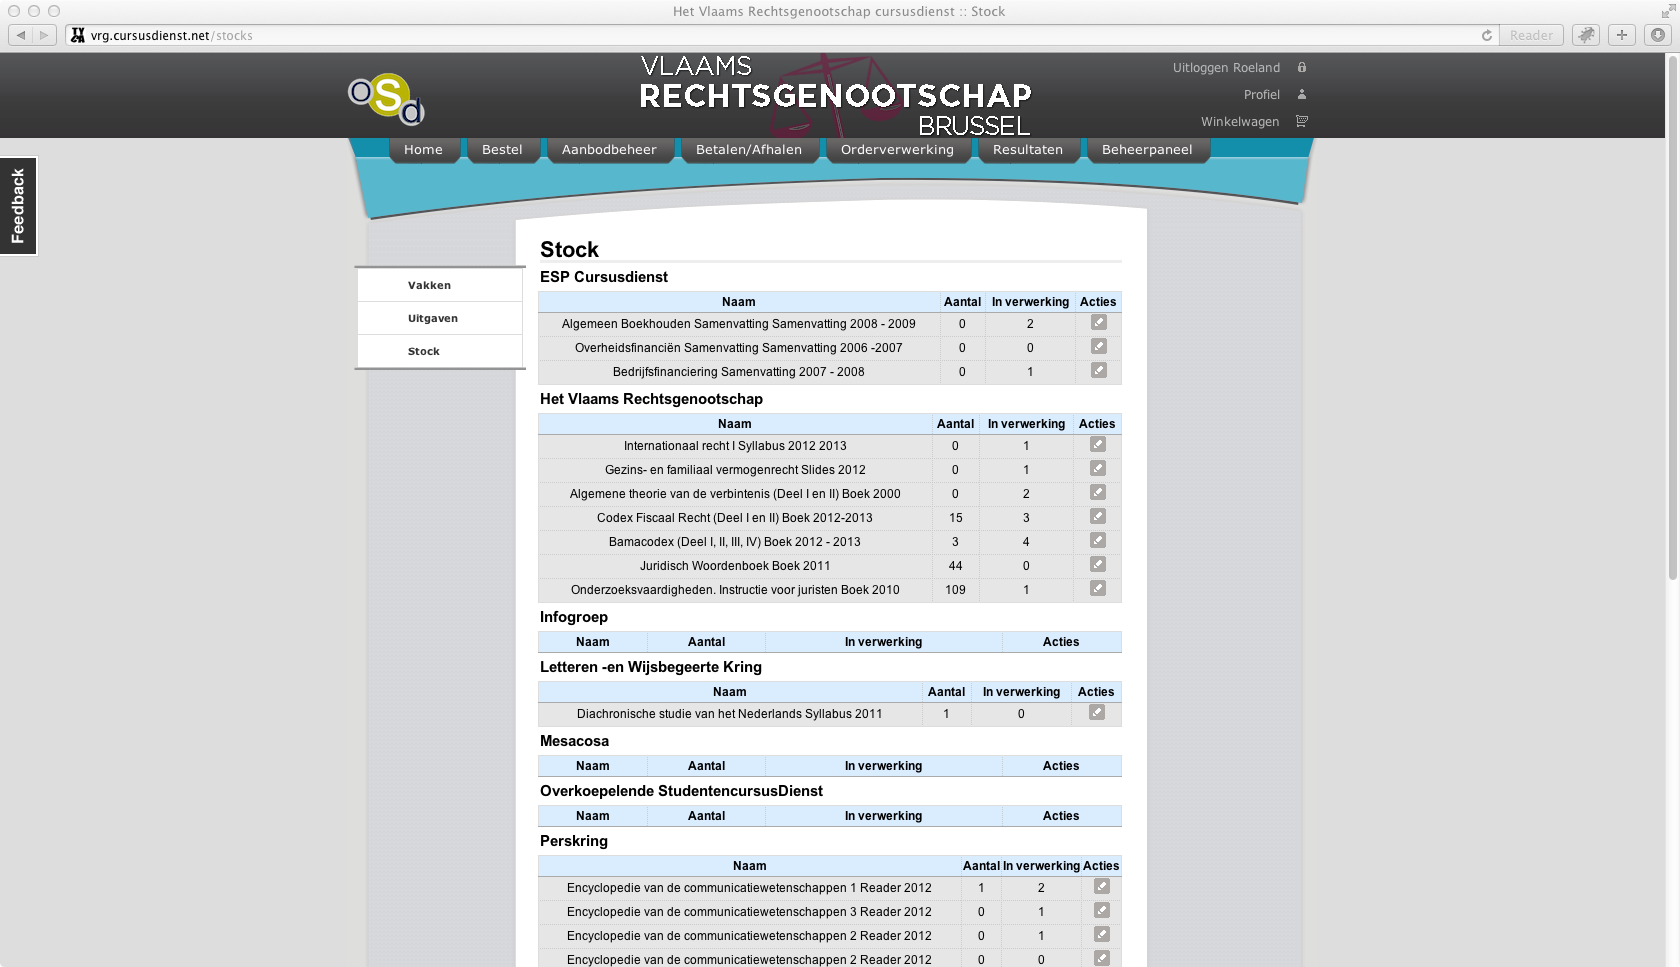 Het Vlaams Rechtsgenootschap cursusdienst :: Stock
vrg.cursusdienst.net/stocks
Reader
OSd
VLAAMS
RECHTSGENOOTSCHAP
BRUSSEL
Uitloggen Roeland
Profiel
Winkelwagen
Home Bestel Aanbodbeheer Betalen/Afhalen Orderverwerking Resultaten Beheerpaneel
Feedback
Vakken
Uitgaven
Stock
Stock
ESP Cursusdienst
Naam Aantal In verwerking Acties
Algemeen Boekhouden Samenvatting Samenvatting 2008 - 2009 0 2
Overheidsfinanciën Samenvatting Samenvatting 2006 -2007 0 0
Bedrijfsfinanciering Samenvatting 2007 - 2008 0 1
Het Vlaams Rechtsgenootschap
Naam Aantal In verwerking Acties
Internationaal recht I Syllabus 2012 2013 0 1
Gezins- en familiaal vermogenrecht Slides 2012 0 1
Algemene theorie van de verbintenis (Deel I en II) Boek 2000 0 2
Codex Fiscaal Recht (Deel I en II) Boek 2012-2013 15 3
Bamacodex (Deel I, II, III, IV) Boek 2012 - 2013 3 4
Juridisch Woordenboek Boek 2011 44 0
Onderzoeksvaardigheden. Instructie voor juristen Boek 2010 109 1
Infogroep
Naam Aantal In verwerking Acties
Letteren -en Wijsbegeerte Kring
Naam Aantal In verwerking Acties
Diachronische studie van het Nederlands Syllabus 2011 1 0
Mesacosa
Naam Aantal In verwerking Acties
Overkoepelende StudentencursusDienst
Naam Aantal In verwerking Acties
Perskring
Naam Aantal In verwerking Acties
Encyclopedie van de communicatiewetenschappen 1 Reader 2012 1 2
Encyclopedie van de communicatiewetenschappen 3 Reader 2012 0 1
Encyclopedie van de communicatiewetenschappen 2 Reader 2012 0 1
Encyclopedie van de communicatiewetenschappen 2 Reader 2012 0 0